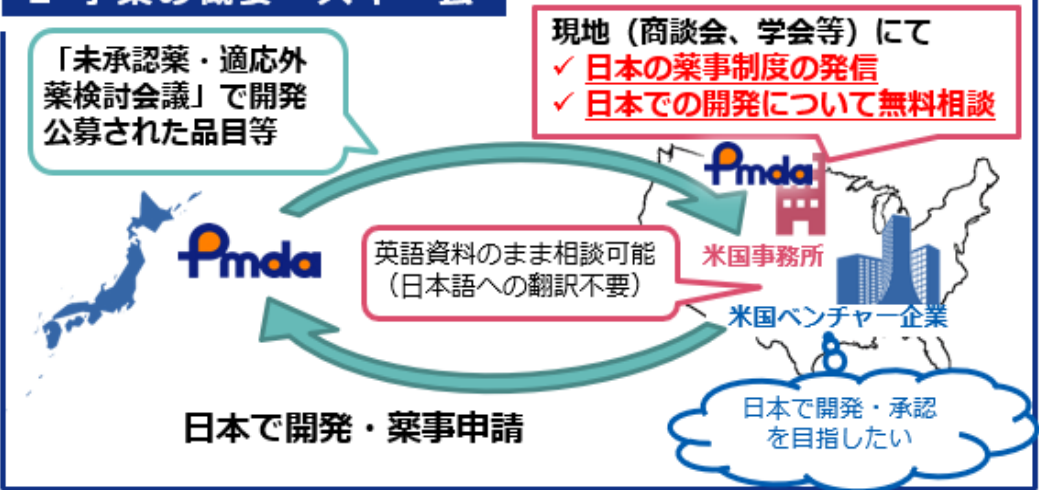 「未承認薬・適応外
薬検討会議」で開発
公募された品目等
現地（商談会、学会等）にて
✓ 日本の薬事制度の発信
✓ 日本での開発について無料相談
Pmda
Pmda
米国事務所
英語資料のまま相談可能
（日本語への翻訳不要）
米国ベンチャー企業
日本で開発・承認
を目指したい
日本で開発・薬事申請